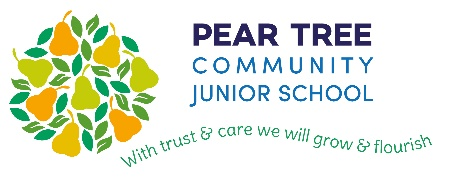 PEAR TREE
COMMUNITY
JUNIOR SCHOOL
With trust & care we will grow & flourish